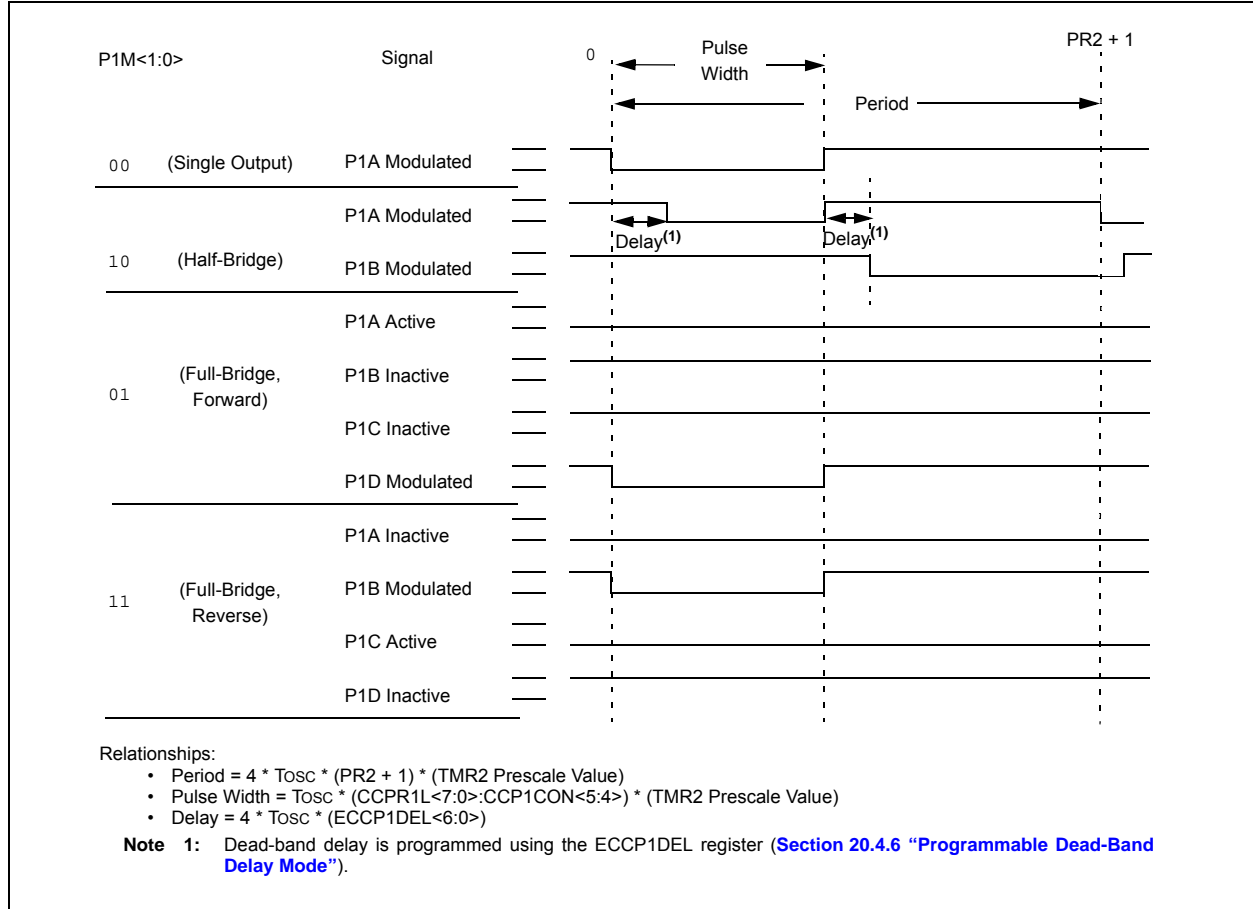 P1M<1:0> Signal 0 Pulse Width PR2 + 1
Period
00 (Single Output) P1A Modulated
P1A Modulated
Delay(1) Delay(1)
10 (Half-Bridge) P1B Modulated
P1A Active
01 (Full-Bridge, Forward) P1B Inactive
P1C Inactive
P1D Modulated
P1A Inactive
11 (Full-Bridge, Reverse) P1B Modulated
P1C Active
P1D Inactive
Relationships:
• Period = 4 * TOSC * (PR2 + 1) * (TMR2 Prescale Value)
• Pulse Width = TOSC * (CCPR1L<7:0>:CCP1CON<5:4>) * (TMR2 Prescale Value)
• Delay = 4 * TOSC * (ECCP1DEL<6:0>)
Note 1: Dead-band delay is programmed using the ECCP1DEL register (Section 20.4.6 “Programmable Dead-Band
Delay Mode”).